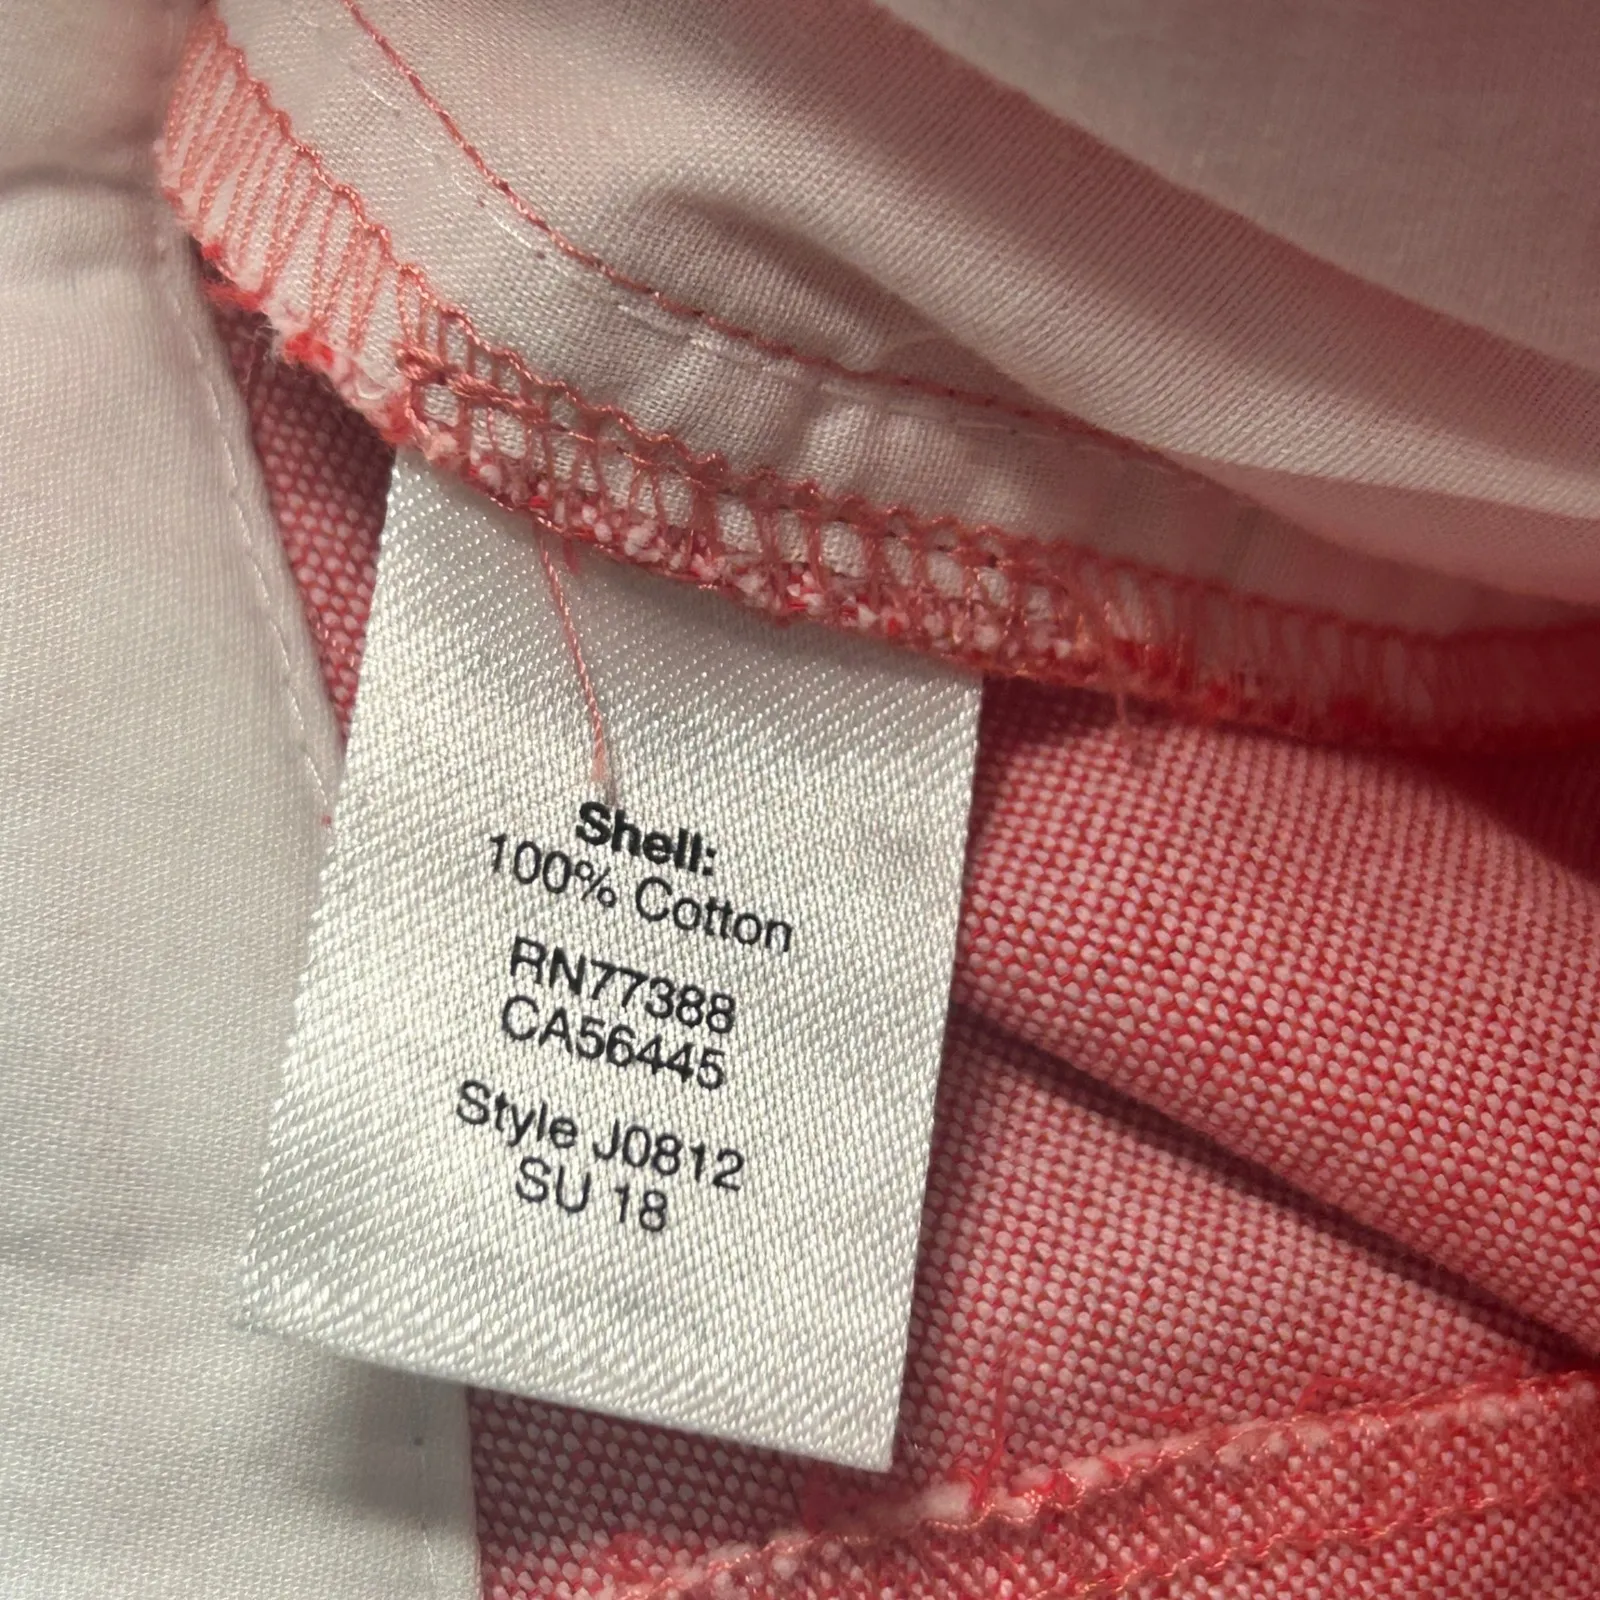 Shell:
100% Cotton
RN77388
CA56445
Style J0812
SU 18